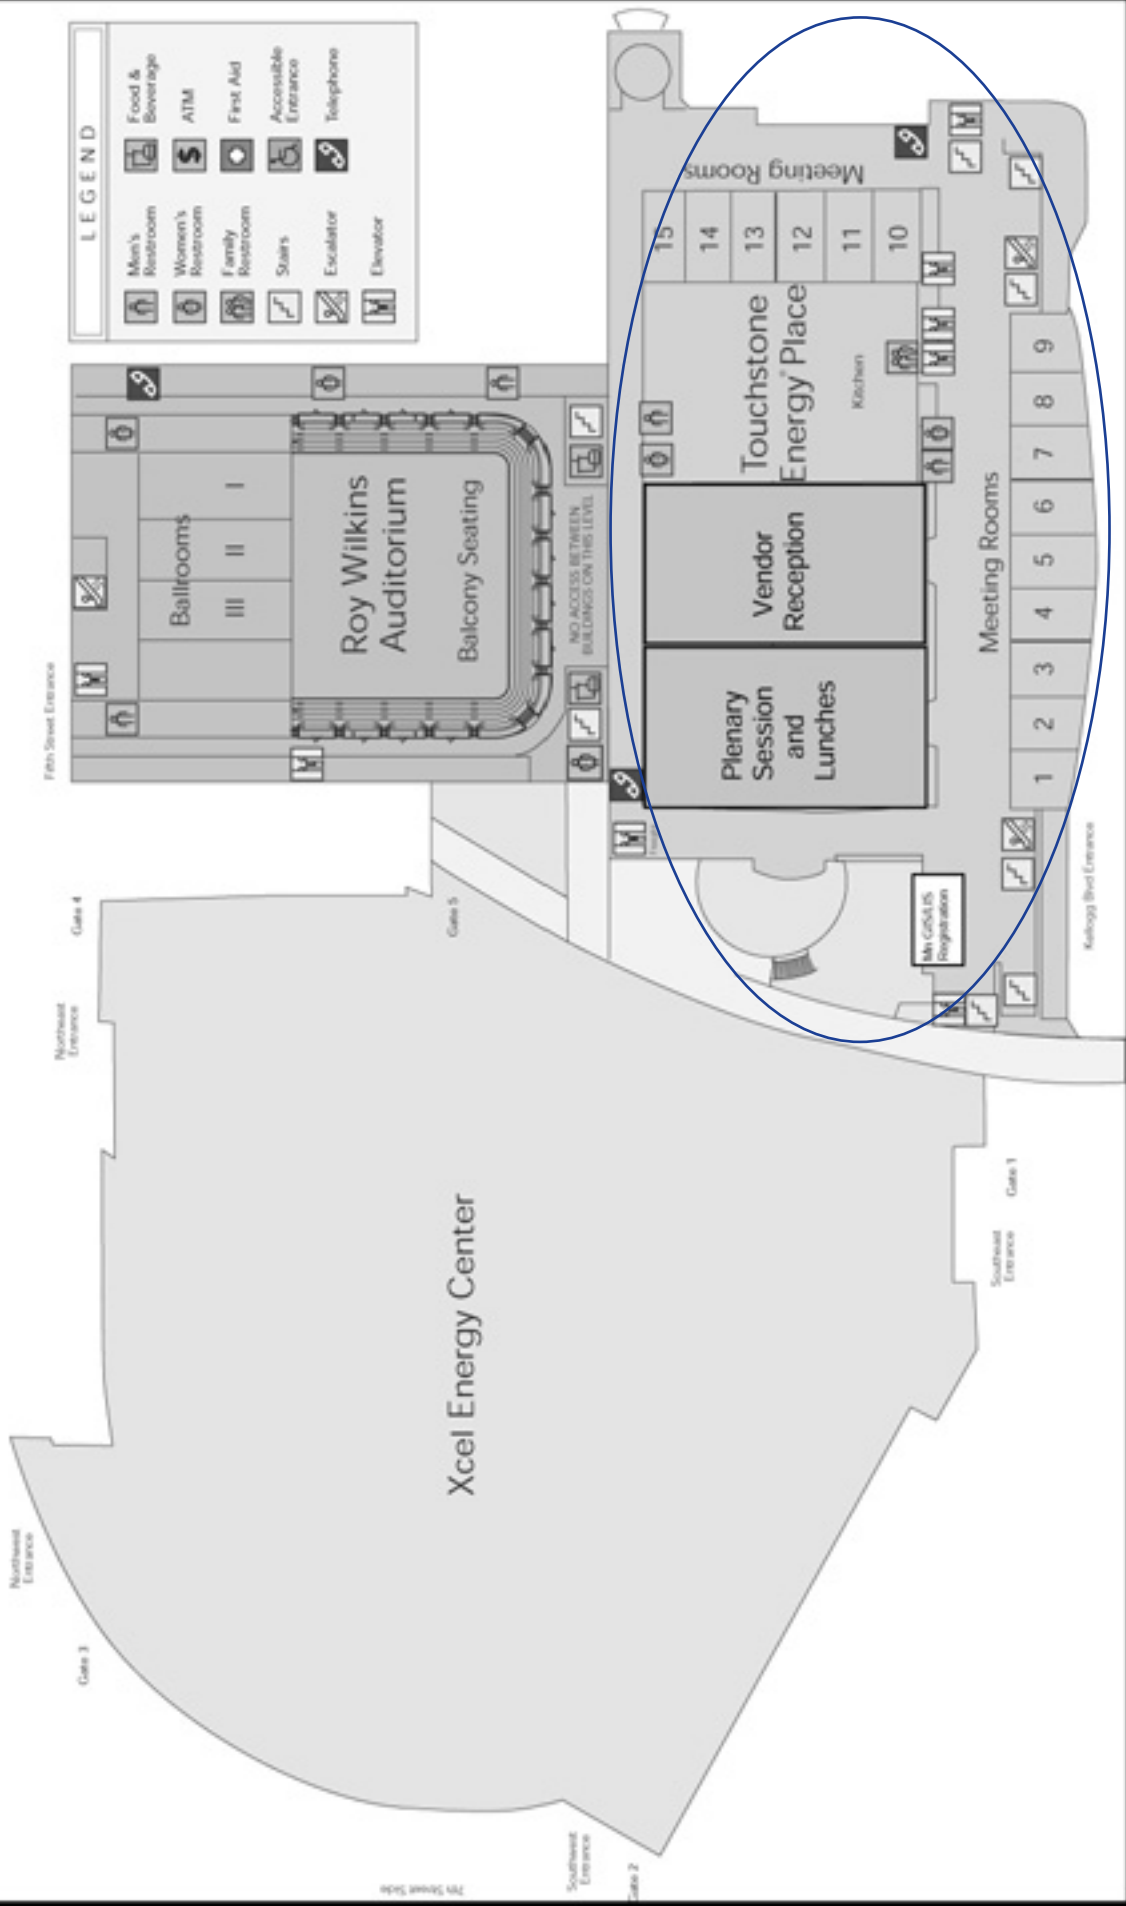 LEGEND
Men's
Restroom
Women's
Restroom
Family
Restroom
Stairs
Escalator
Elevator
Food &
Beverage
ATM
First Aid
Accessible
Entrance
Telephone
Fifth Street Entrance
Ballrooms
III II I
Roy Wilkins
Auditorium
Balcony Seating
NO ACCESS BETWEEN
BUILDINGS ON THIS LEVEL
Meeting Rooms
15
14
13
12
11
10
Touchstone
Energy® Place
Kitchen
Vendor
Reception
Plenary
Session
and
Lunches
Meeting Rooms
1 2 3 4 5 6 7 8 9
Mn GIS/LIS
Registration
Kellogg Blvd Entrance
Xcel Energy Center
Gate 4
Gate 5
Northeast
Entrance
Northwest
Entrance
Gate 3
Southwest
Entrance
Gate 2
7th Street Side
Gate 1
Southeast
Entrance